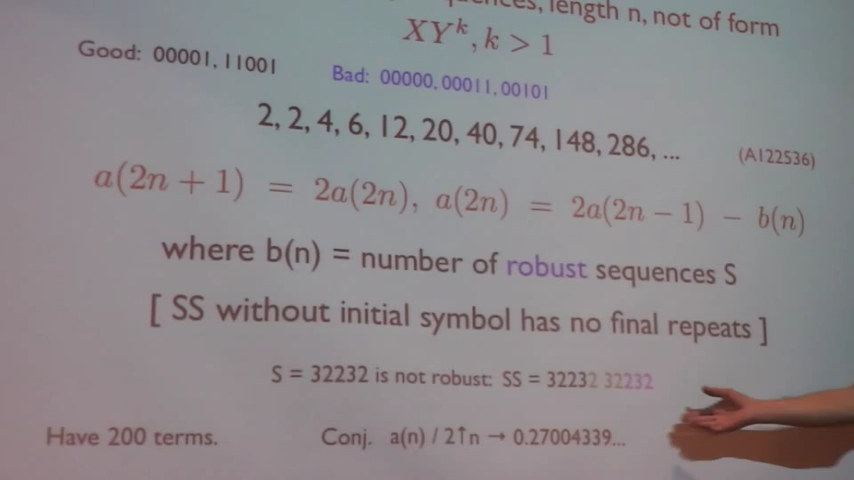 length n, not of form
XY^k, k > 1
Good: 00001, 11001
Bad: 00000, 00011, 00101
2, 2, 4, 6, 12, 20, 40, 74, 148, 286, ...
(A122536)
a(2n + 1) = 2a(2n), a(2n) = 2a(2n − 1) − b(n)
where b(n) = number of robust sequences S
[ SS without initial symbol has no final repeats ]
S = 32232 is not robust: SS = 32232 32232
Have 200 terms.
Conj. a(n) / 2↑n → 0.27004339...